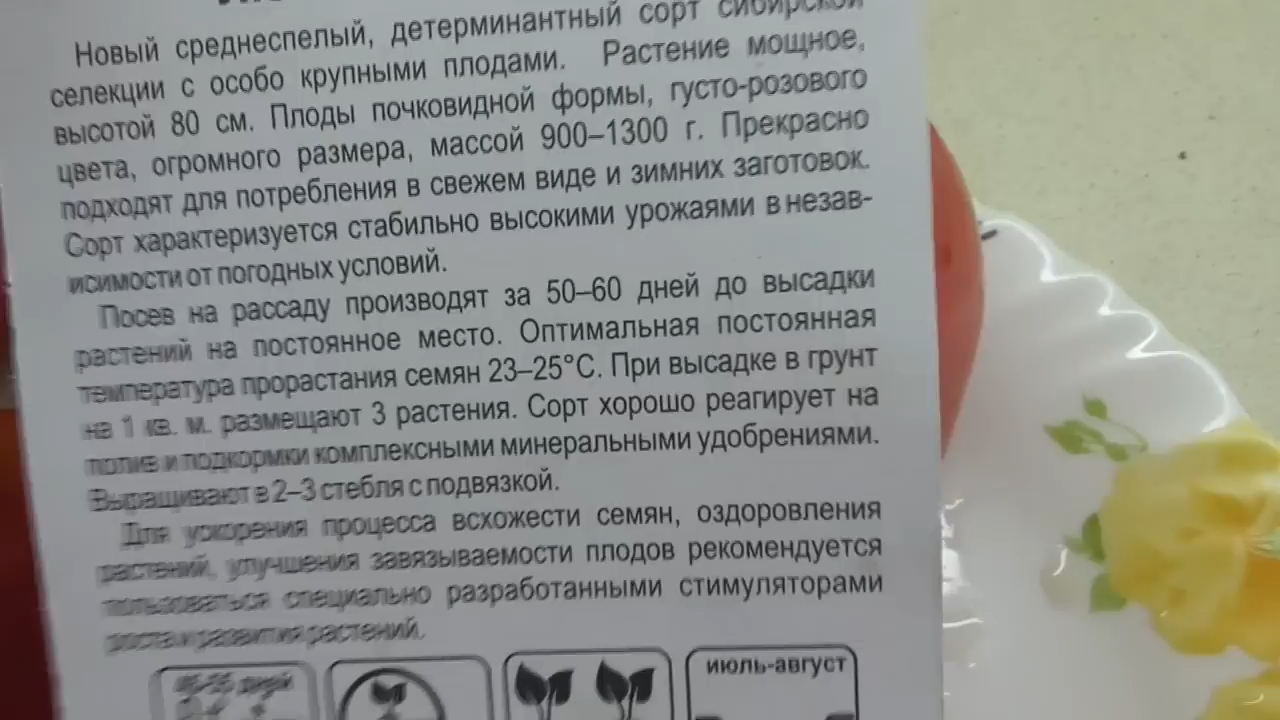 Новый среднеспелый, детерминантный сорт сибирской
селекции с особо крупными плодами. Растение мощное,
высотой 80 см. Плоды почковидной формы, густо-розового
цвета, огромного размера, массой 900–1300 г. Прекрасно
подходят для потребления в свежем виде и зимних заготовок.
Сорт характеризуется стабильно высокими урожаями в незав-
исимости от погодных условий.
Посев на рассаду производят за 50–60 дней до высадки
растений на постоянное место. Оптимальная постоянная
температура прорастания семян 23–25°С. При высадке в грунт
на 1 кв. м. размещают 3 растения. Сорт хорошо реагирует на
полив и подкормки комплексными минеральными удобрениями.
Выращивают в 2–3 стебля с подвязкой.
Для ускорения процесса всхожести семян, оздоровления
растений, улучшения завязываемости плодов рекомендуется
пользоваться специально разработанными стимуляторами
роста и развития растений.
дней
июль-август